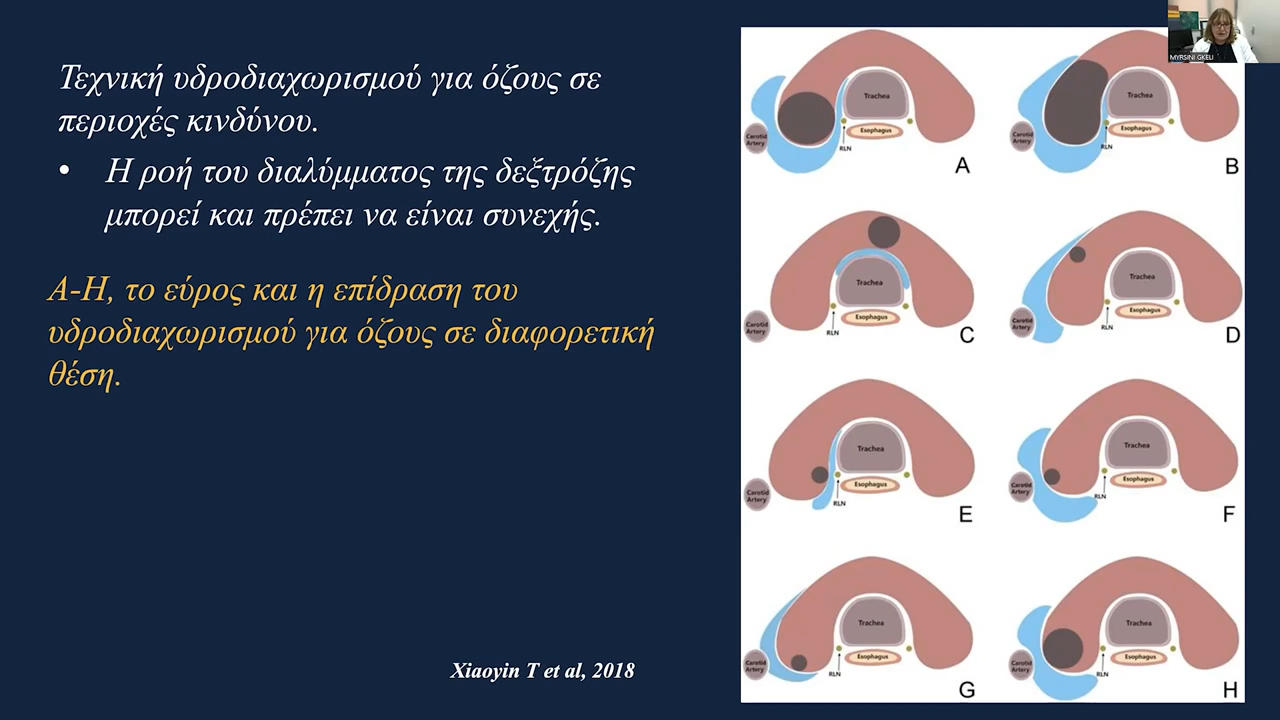 Τεχνική υδροδιαχωρισμού για όζους σε
περιοχές κινδύνου.
• Η ροή του διαλύμματος της δεξτρόζης
μπορεί και πρέπει να είναι συνεχής.
Α-Η, το εύρος και η επίδραση του
υδροδιαχωρισμού για όζους σε διαφορετική
θέση.
Xiaoyin T et al, 2018
MYRSINI GKELI
Trachea
Esophagus
Carotid
Artery
RLN
A
Trachea
Esophagus
Carotid
Artery
RLN
B
Trachea
Esophagus
Carotid
Artery
RLN
C
Trachea
Esophagus
Carotid
Artery
RLN
D
Trachea
Esophagus
Carotid
Artery
RLN
E
Trachea
Esophagus
Carotid
Artery
RLN
F
Trachea
Esophagus
Carotid
Artery
RLN
G
Trachea
Esophagus
Carotid
Artery
RLN
H